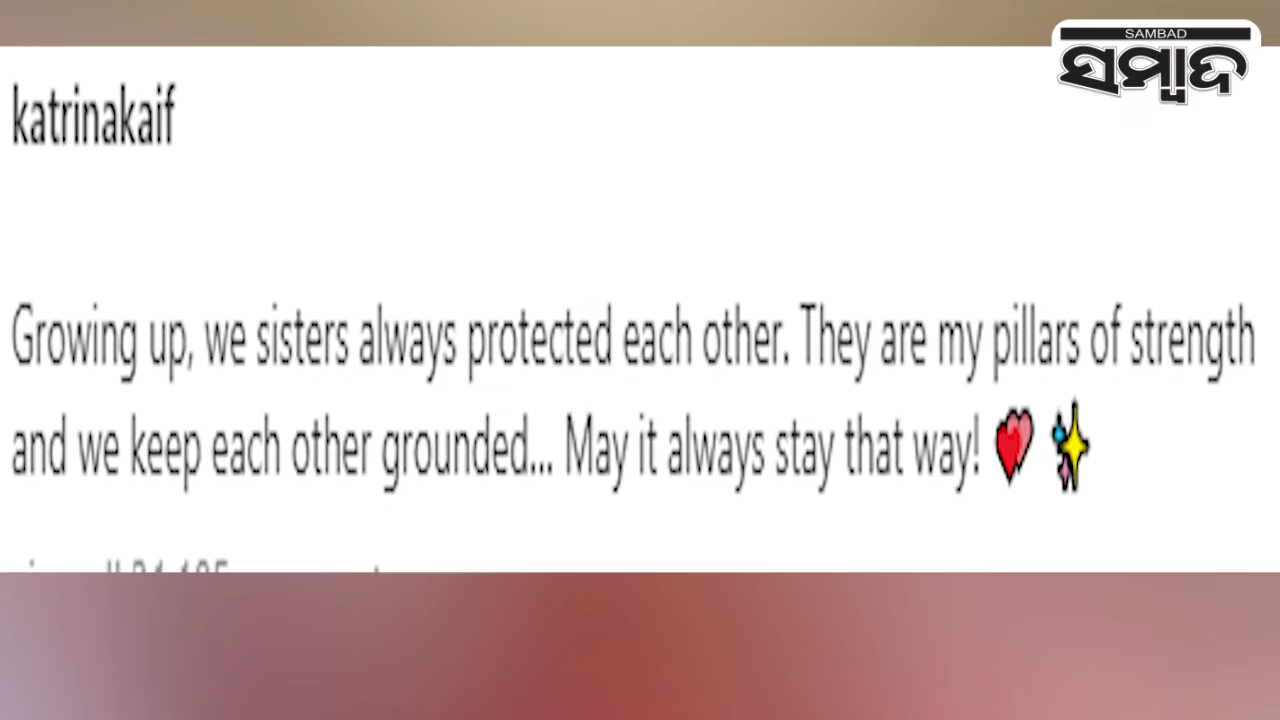 SAMBAD
ସମ୍ବାଦ
katrinakaif
Growing up, we sisters always protected each other. They are my pillars of strength
and we keep each other grounded... May it always stay that way! ❤️ ✨